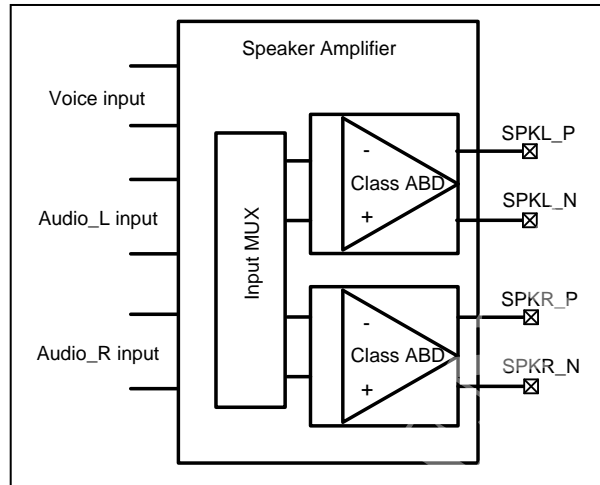 Speaker Amplifier
Voice input
Audio_L input
Audio_R input
Input MUX
-
Class ABD
+
-
Class ABD
+
SPKL_P
SPKL_N
SPKR_P
SPKR_N